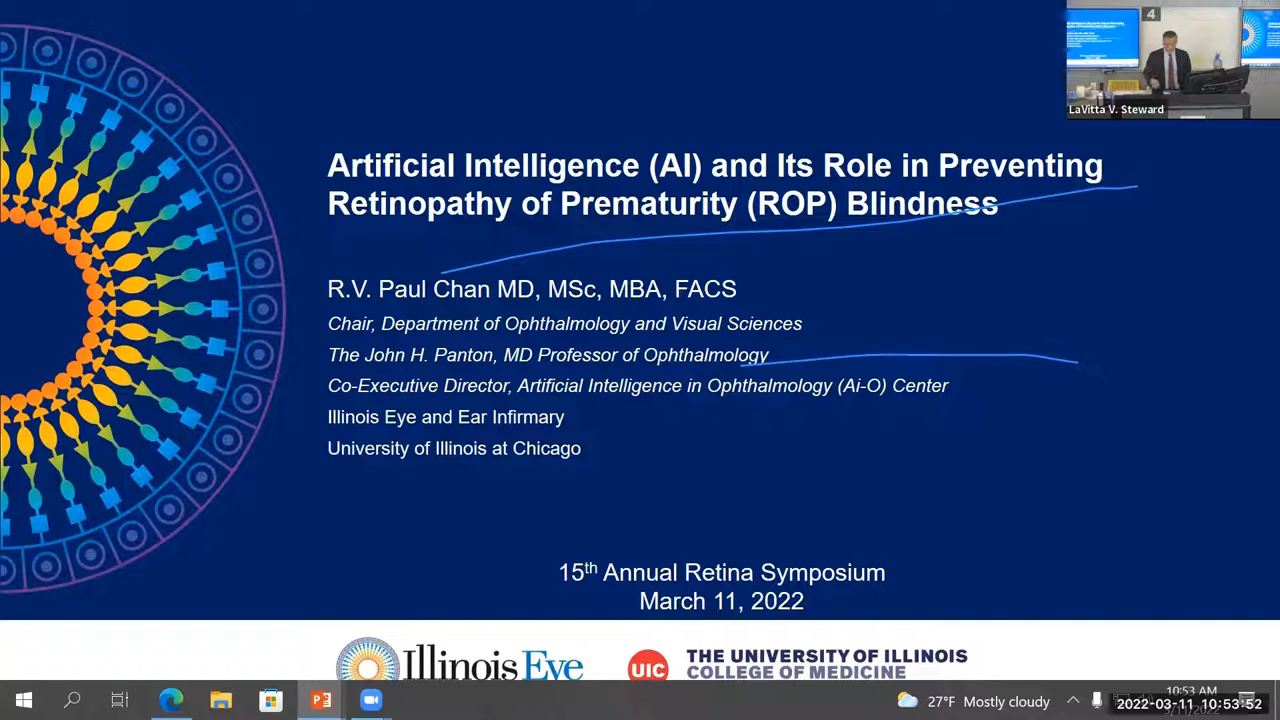 4
LaVitta V. Steward
Artificial Intelligence (AI) and Its Role in Preventing
Retinopathy of Prematurity (ROP) Blindness
R.V. Paul Chan MD, MSc, MBA, FACS
Chair, Department of Ophthalmology and Visual Sciences
The John H. Panton, MD Professor of Ophthalmology
Co-Executive Director, Artificial Intelligence in Ophthalmology (Ai-O) Center
Illinois Eye and Ear Infirmary
University of Illinois at Chicago
15th Annual Retina Symposium
March 11, 2022
Illinois Eye
UIC
THE UNIVERSITY OF ILLINOIS
COLLEGE OF MEDICINE
27°F Mostly cloudy
10:53 AM
2022-03-11 10:53:52